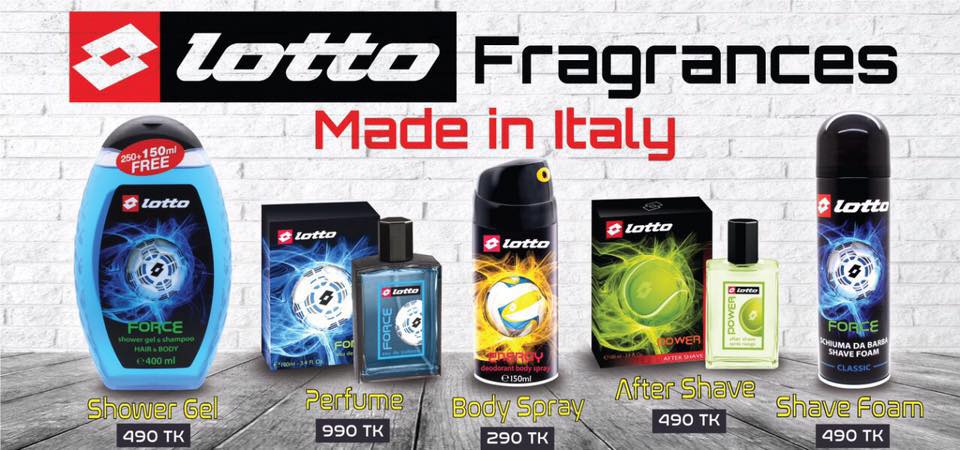 lotto Fragrances
Made in Italy
250+150ml
FREE
lotto
FORCE
shower gel & shampoo
HAIR & BODY
℮400 ml
Shower Gel
490 TK
lotto
lotto
FORCE
Perfume
990 TK
lotto
ENERGY
deodorant body spray
℮150ml
Body Spray
290 TK
lotto
POWER
AFTER SHAVE
lotto
POWER
after shave
After Shave
490 TK
lotto
FORCE
SCHIUMA DA BARBA
SHAVE FOAM
CLASSIC
Shave Foam
490 TK